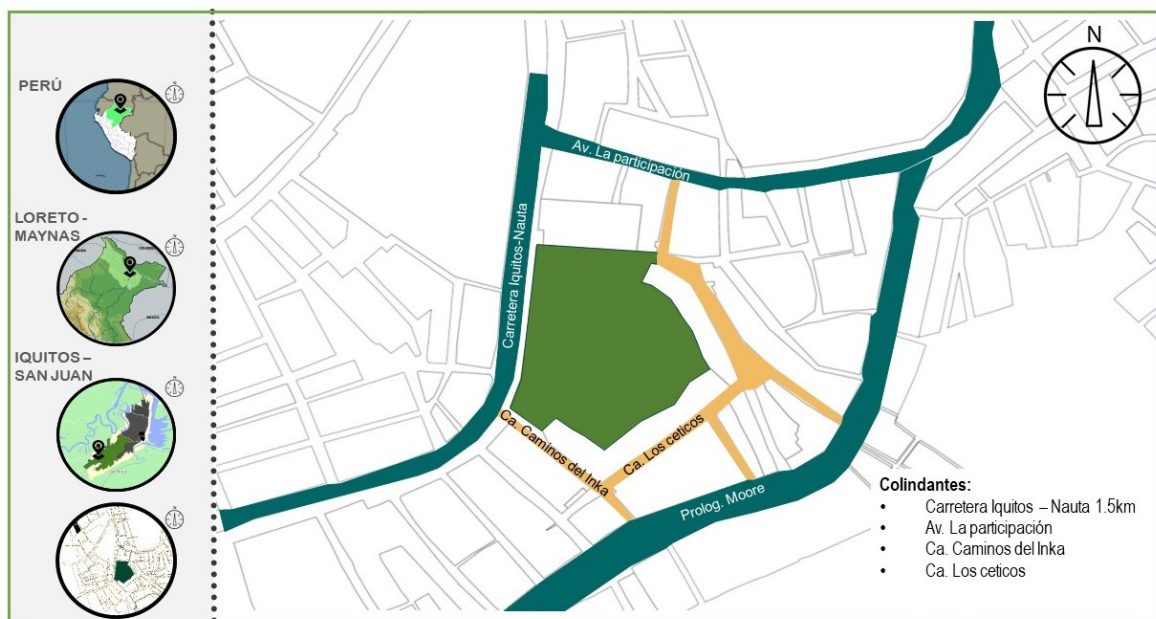 PERÚ
LORETO -
MAYNAS
IQUITOS –
SAN JUAN
N
Av. La participación
Carretera Iquitos-Nauta
Ca. Caminos del Inka
Ca. Los ceticos
Prolog. Moore
Colindantes:
• Carretera Iquitos – Nauta 1.5km
• Av. La participación
• Ca. Caminos del Inka
• Ca. Los ceticos